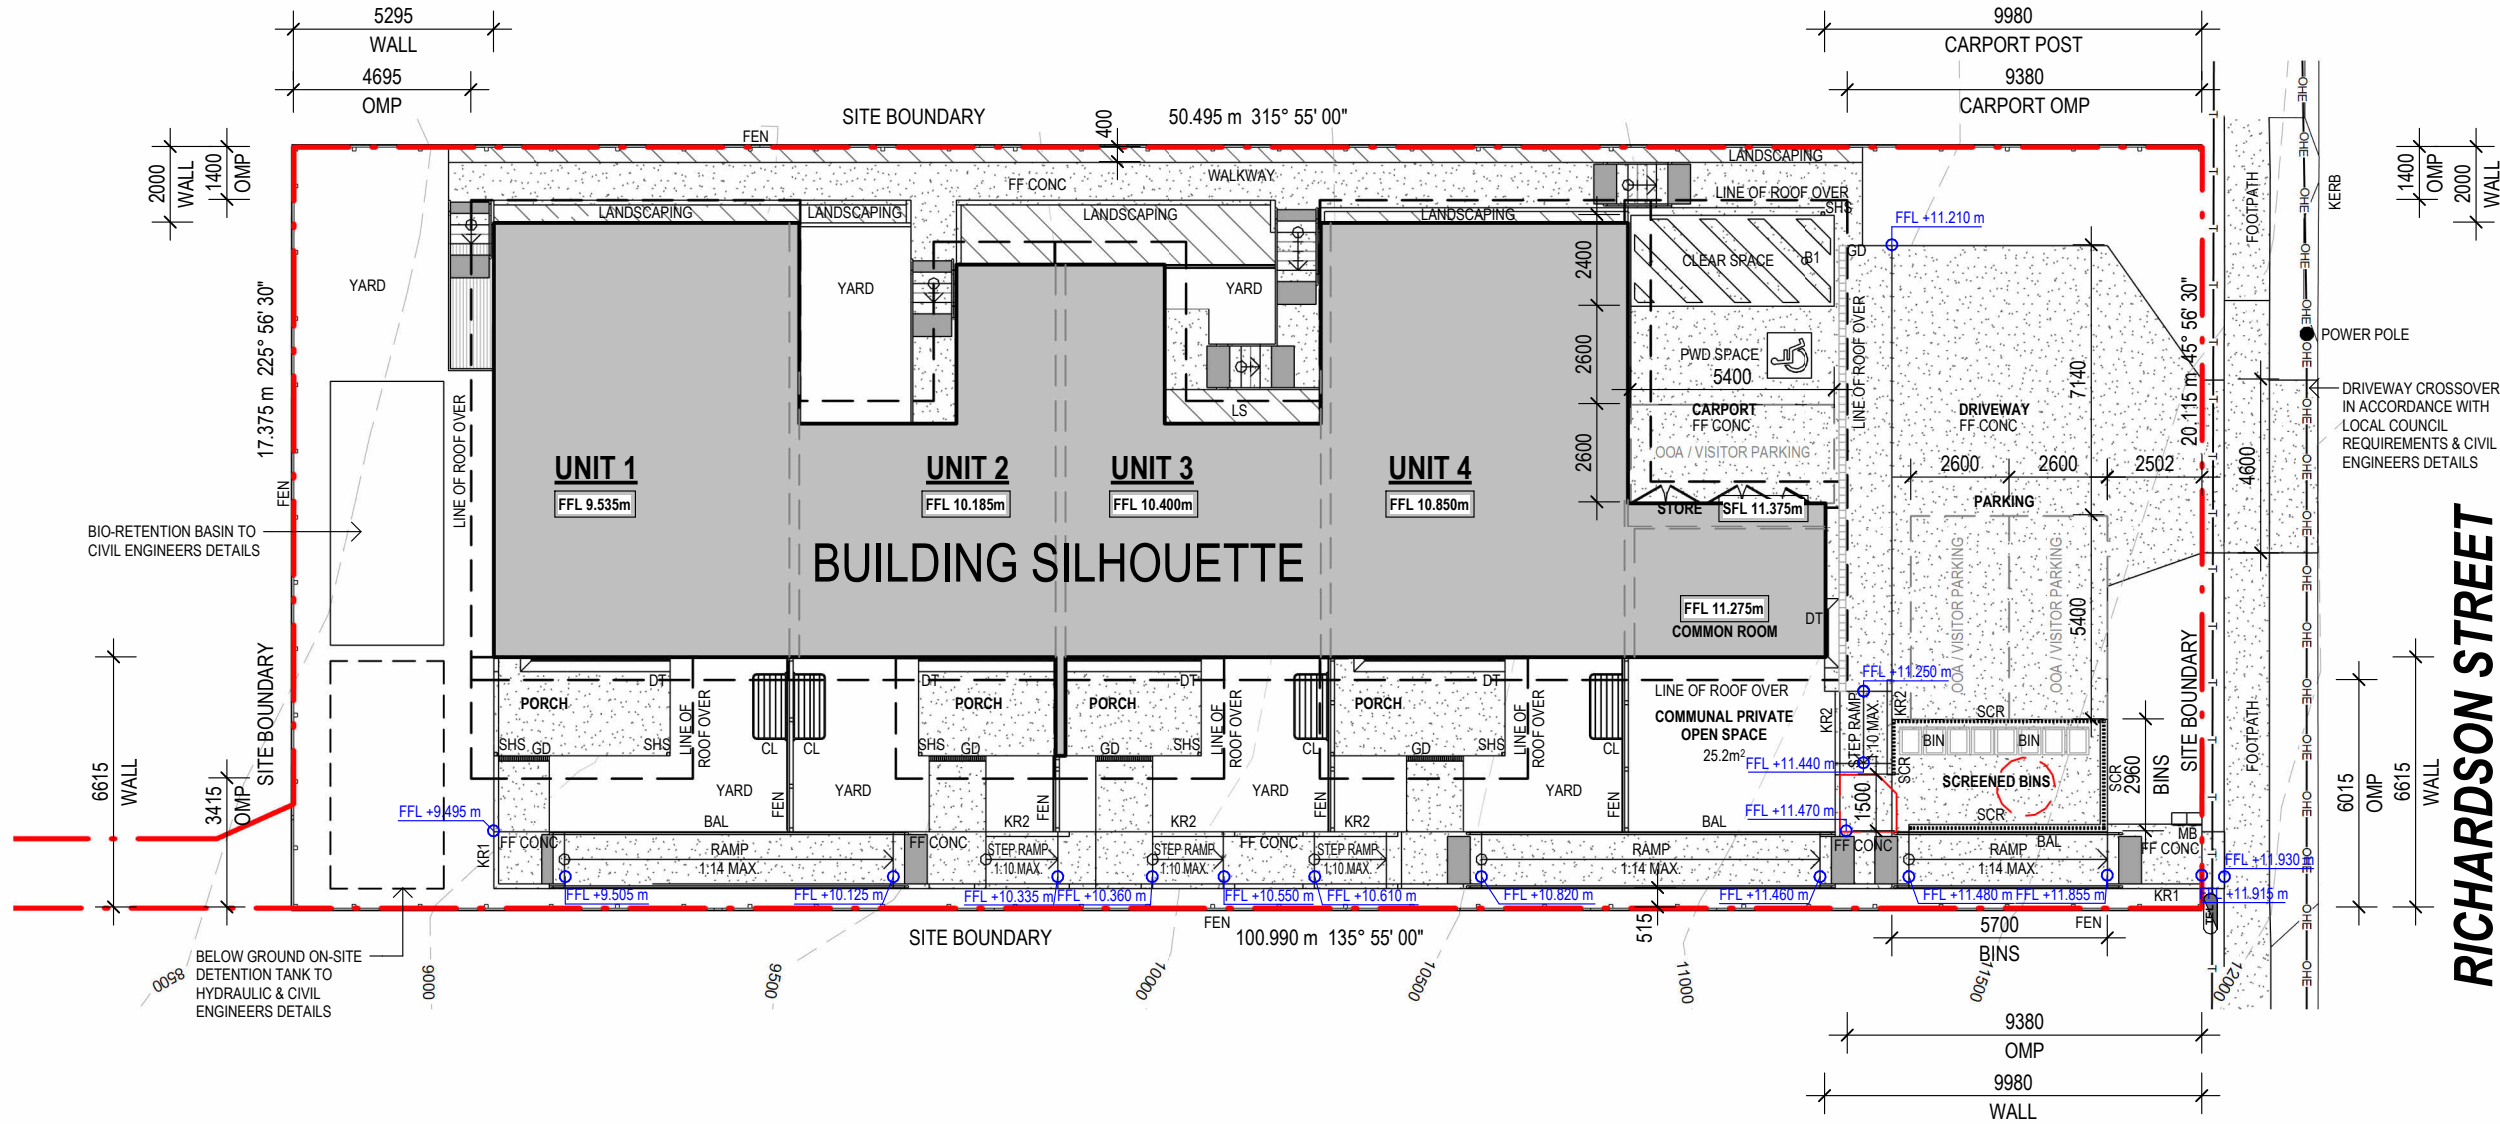 5295
WALL
4695
OMP
9980
CARPORT POST
9380
CARPORT OMP
SITE BOUNDARY 50.495 m 315° 55' 00"
400
FEN
2000
WALL
1400
OMP
1400
OMP
2000
WALL
LANDSCAPING
WALKWAY
FF CONC
LINE OF ROOF OVER
SHS
LANDSCAPING
LANDSCAPING
LANDSCAPING
LANDSCAPING
FFL +11.210 m
FOOTPATH
KERB
OHE
OHE
OHE
T
T
GD
2400
CLEAR SPACE
B1
YARD
YARD
YARD
17.375 m 225° 56' 30"
20.115 m 45° 56' 30"
LINE OF ROOF OVER
POWER POLE
2600
PWD SPACE
5400
7140
DRIVEWAY CROSSOVER
IN ACCORDANCE WITH
LOCAL COUNCIL
REQUIREMENTS & CIVIL
ENGINEERS DETAILS
LS
CARPORT
FF CONC
DRIVEWAY
FF CONC
LINE OF ROOF OVER
2600
OOA / VISITOR PARKING
2600
2600
2502
4600
UNIT 1
FFL 9.535m
UNIT 2
FFL 10.185m
UNIT 3
FFL 10.400m
UNIT 4
FFL 10.850m
FEN
PARKING
STORE
SFL 11.375m
BIO-RETENTION BASIN TO
CIVIL ENGINEERS DETAILS
BUILDING SILHOUETTE
OOA / VISITOR PARKING
OOA / VISITOR PARKING
5400
RICHARDSON STREET
FFL 11.275m
COMMON ROOM
DT
SITE BOUNDARY
SITE BOUNDARY
FFL +11.250 m
DT
DT
DT
DT
PORCH
PORCH
PORCH
PORCH
LINE OF
ROOF OVER
LINE OF
ROOF OVER
LINE OF
ROOF OVER
LINE OF ROOF OVER
COMMUNAL PRIVATE
OPEN SPACE
25.2m²
KR2
STEP RAMP
1:10 MAX.
KR2
SCR
BIN
BIN
SCR
SCREENED BINS
SCR
SCR
2960
BINS
FOOTPATH
6015
OMP
6615
WALL
SHS
GD
SHS
CL
CL
SHS
GD
GD
SHS
CL
GD
SHS
CL
FFL +11.440 m
6615
WALL
3415
OMP
YARD
FEN
YARD
FEN
YARD
FEN
YARD
FEN
1500
FFL +11.470 m
FFL +9.495 m
BAL
KR2
KR2
KR2
BAL
MB
KR1
FF CONC
RAMP
1:14 MAX.
FF CONC
STEP RAMP
1:10 MAX.
STEP RAMP
1:10 MAX.
FF CONC
STEP RAMP
1:10 MAX.
RAMP
1:14 MAX.
FF CONC
RAMP
1:14 MAX.
BAL
FF CONC
FFL +11.930 m
FFL +9.505 m
FFL +10.125 m
FFL +10.335 m
FFL +10.360 m
FFL +10.550 m
FFL +10.610 m
FFL +10.820 m
FFL +11.460 m
FFL +11.480 m
FFL +11.855 m
KR1
+11.915 m
SITE BOUNDARY
FEN
100.990 m 135° 55' 00"
515
5700
BINS
FEN
BELOW GROUND ON-SITE
DETENTION TANK TO
HYDRAULIC & CIVIL
ENGINEERS DETAILS
8500
9000
9500
10000
10500
11000
11500
12000
9380
OMP
9980
WALL